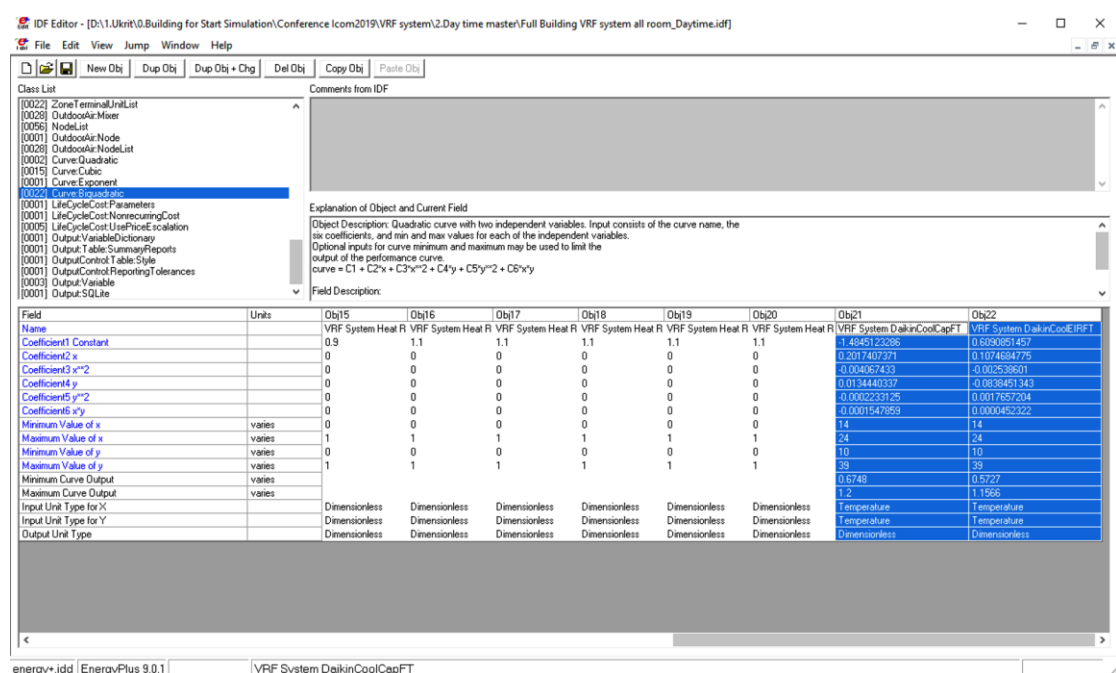 IDF Editor - [D:\1.Ukrit\0.Building for Start Simulation\Conference Icom2019\VRF system\2.Day time master\Full Building VRF system all room_Daytime.idf]
File Edit View Jump Window Help
New Obj Dup Obj Dup Obj + Chg Del Obj Copy Obj Paste Obj
Class List
[0022] ZoneTerminalUnitList
[0028] OutdoorAir:Mixer
[0056] NodeList
[0001] OutdoorAir:Node
[0028] OutdoorAir:NodeList
[0002] Curve:Quadratic
[0015] Curve:Cubic
[0001] Curve:Exponent
[0022] Curve:Biquadratic
[0001] LifeCycleCost:Parameters
[0001] LifeCycleCost:NonrecurringCost
[0005] LifeCycleCost:UsePriceEscalation
[0001] Output:VariableDictionary
[0001] Output:Table:SummaryReports
[0001] OutputControl:Table:Style
[0001] OutputControl:ReportingTolerances
[0003] Output:Variable
[0001] Output:SQLite
Comments from IDF
Explanation of Object and Current Field
Object Description: Quadratic curve with two independent variables. Input consists of the curve name, the
six coefficients, and min and max values for each of the independent variables.
Optional inputs for curve minimum and maximum may be used to limit the
output of the performance curve.
curve = C1 + C2*x + C3*x**2 + C4*y + C5*y**2 + C6*x*y
Field Description:
Field Units Obj15 Obj16 Obj17 Obj18 Obj19 Obj20 Obj21 Obj22
Name VRF System Heat R VRF System Heat R VRF System Heat R VRF System Heat R VRF System Heat R VRF System Heat R VRF System DaikinCoolCapFT VRF System DaikinCoolEIRFT
Coefficient1 Constant 0.9 1.1 1.1 1.1 1.1 1.1 -1.4845123286 0.6090851457
Coefficient2 x 0 0 0 0 0 0 0.2017407371 0.1074684775
Coefficient3 x**2 0 0 0 0 0 0 -0.004067433 -0.002538601
Coefficient4 y 0 0 0 0 0 0 0.0134440337 -0.0838451343
Coefficient5 y**2 0 0 0 0 0 0 -0.0002233125 0.0017657204
Coefficient6 x*y 0 0 0 0 0 0 -0.0001547859 0.0000452322
Minimum Value of x varies 0 0 0 0 0 0 14 14
Maximum Value of x varies 1 1 1 1 1 1 24 24
Minimum Value of y varies 0 0 0 0 0 0 10 10
Maximum Value of y varies 1 1 1 1 1 1 39 39
Minimum Curve Output varies 0.6748 0.5727
Maximum Curve Output varies 1.2 1.1566
Input Unit Type for X Dimensionless Dimensionless Dimensionless Dimensionless Dimensionless Dimensionless Temperature Temperature
Input Unit Type for Y Dimensionless Dimensionless Dimensionless Dimensionless Dimensionless Dimensionless Temperature Temperature
Output Unit Type Dimensionless Dimensionless Dimensionless Dimensionless Dimensionless Dimensionless Dimensionless Dimensionless
energy+.idd EnergyPlus 9.0.1 VRF System DaikinCoolCapFT